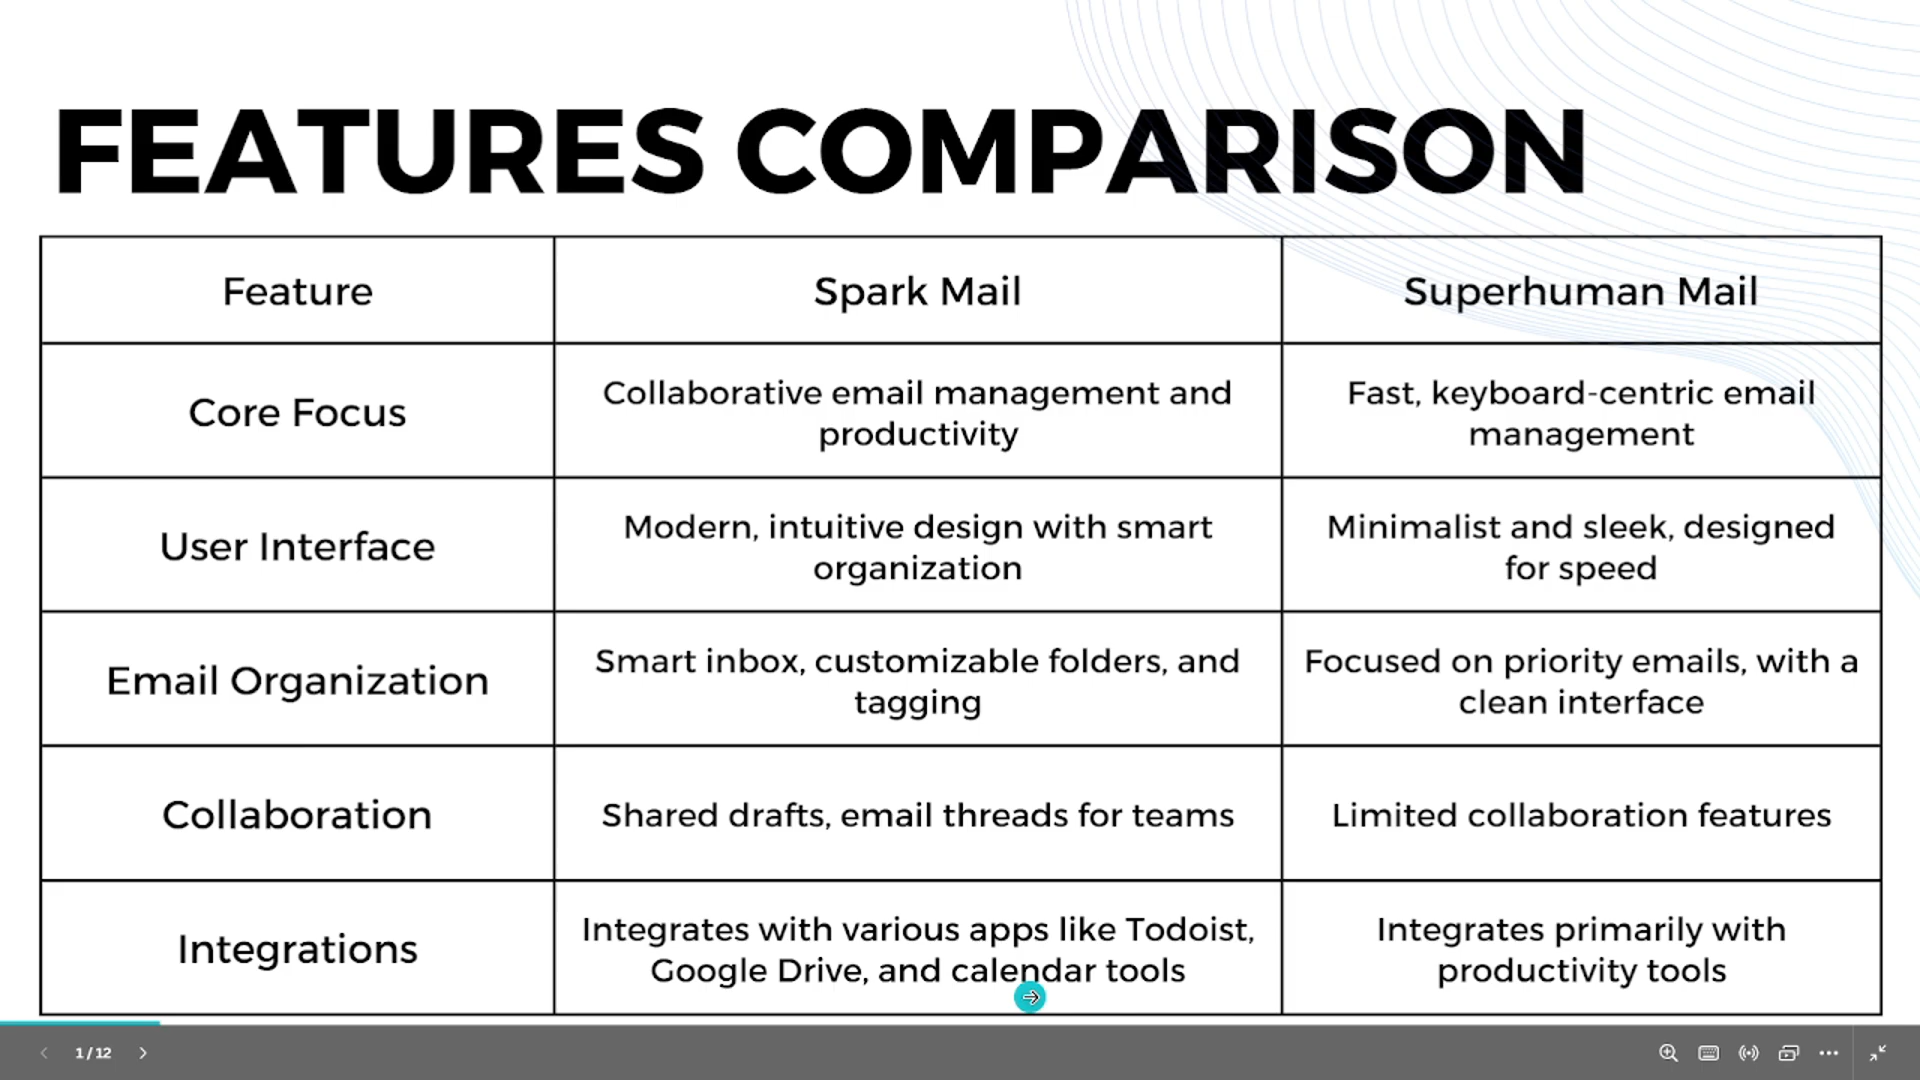 FEATURES COMPARISON
Feature
Spark Mail
Superhuman Mail
Core Focus
Collaborative email management and
productivity
Fast, keyboard-centric email
management
User Interface
Modern, intuitive design with smart
organization
Minimalist and sleek, designed
for speed
Email Organization
Smart inbox, customizable folders, and
tagging
Focused on priority emails, with a
clean interface
Collaboration
Shared drafts, email threads for teams
Limited collaboration features
Integrations
Integrates with various apps like Todoist,
Google Drive, and calendar tools
Integrates primarily with
productivity tools
1 / 12